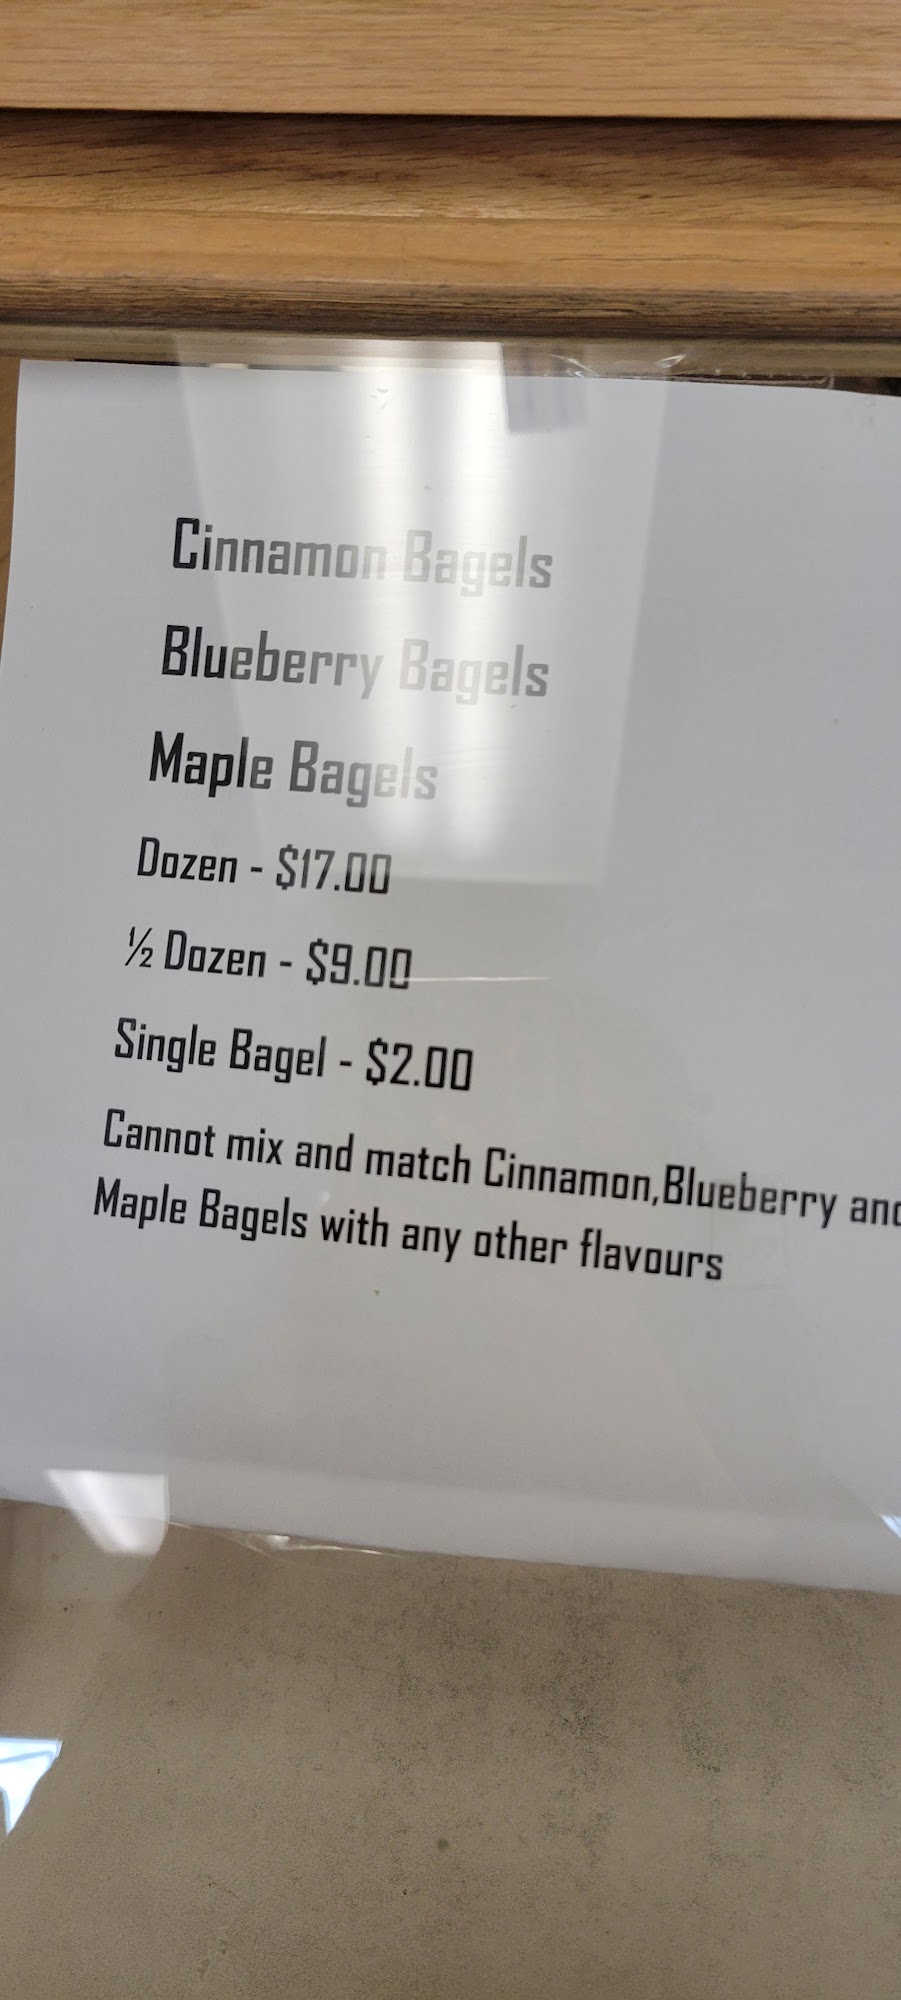 Cinnamon Bagels
Blueberry Bagels
Maple Bagels
Dozen - $17.00
½ Dozen - $9.00
Single Bagel - $2.00
Cannot mix and match Cinnamon,Blueberry and
Maple Bagels with any other flavours